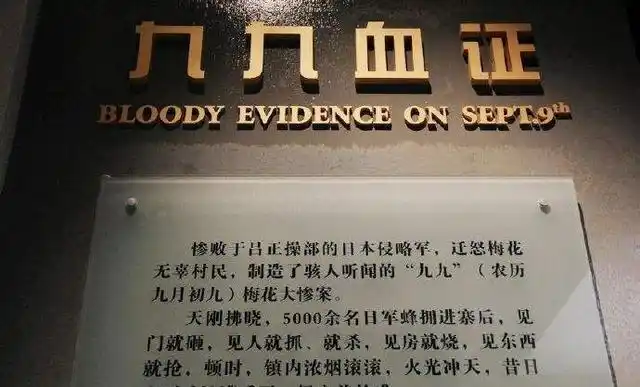 九九血证
BLOODY EVIDENCE ON SEPT.9th
惨败于吕正操部的日本侵略军，迁怒梅花
无辜村民，制造了骇人听闻的“九九”（农历
九月初九）梅花大惨案。
天刚拂晓，5000余名日军蜂拥进寨后，见
门就砸，见人就抓、就杀，见房就烧，见东西
就抢，顿时，镇内浓烟滚滚，火光冲天，昔日